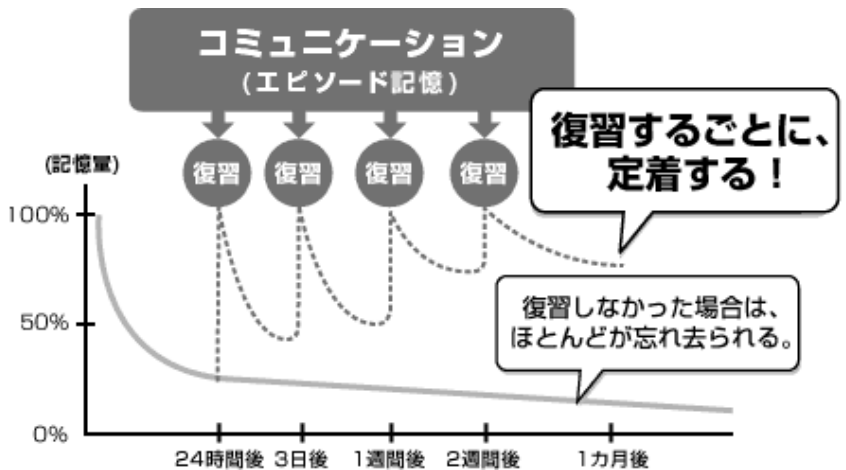 コミュニケーション
(エピソード記憶)
復習 復習 復習 復習
復習するごとに、
定着する！
(記憶量)
100%
50%
0%
復習しなかった場合は、
ほとんどが忘れ去られる。
24時間後 3日後 1週間後 2週間後 1カ月後